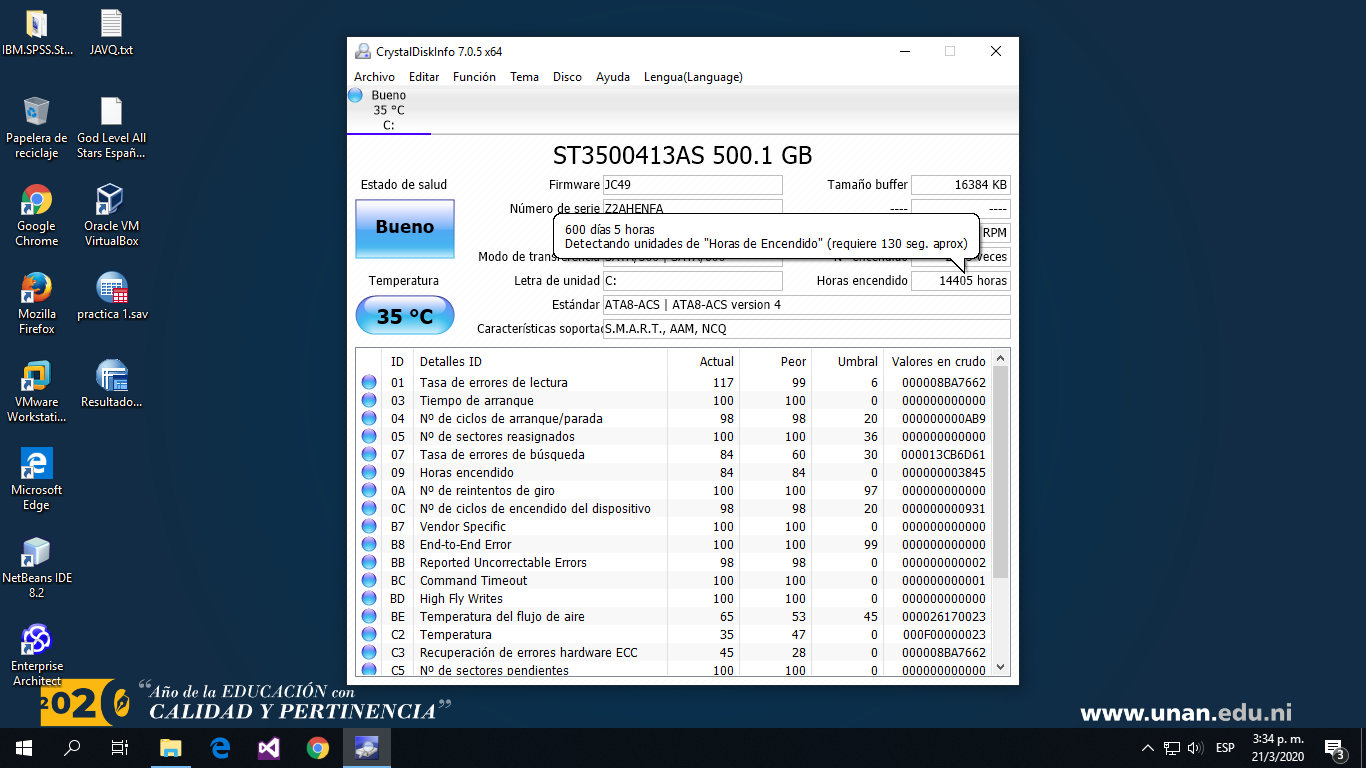 IBM.SPSS.St...
JAVQ.txt
Papelera de
reciclaje
God Level All
Stars Españ...
Google
Chrome
Oracle VM
VirtualBox
Mozilla
Firefox
practica 1.sav
VMware
Workstati...
Resultado...
Microsoft
Edge
NetBeans IDE
8.2
Enterprise
Architect
CrystalDiskInfo 7.0.5 x64
Archivo Editar Función Tema Disco Ayuda Lengua(Language)
Bueno
35 °C
C:
ST3500413AS 500.1 GB
Estado de salud
Bueno
Temperatura
35 °C
Firmware JC49 Tamaño buffer 16384 KB
Número de serie Z2AHENFA ---- ----
RPM
600 días 5 horas
Detectando unidades de "Horas de Encendido" (requiere 130 seg. aprox)
Modo de transferencia SATA/300 | SATA/600 Nº encendido veces
Letra de unidad C: Horas encendido 14405 horas
Estándar ATA8-ACS | ATA8-ACS version 4
Características soportad S.M.A.R.T., AAM, NCQ
ID Detalles ID Actual Peor Umbral Valores en crudo
01 Tasa de errores de lectura 117 99 6 000008BA7662
03 Tiempo de arranque 100 100 0 000000000000
04 Nº de ciclos de arranque/parada 98 98 20 000000000AB9
05 Nº de sectores reasignados 100 100 36 000000000000
07 Tasa de errores de búsqueda 84 60 30 000013CB6D61
09 Horas encendido 84 84 0 000000003845
0A Nº de reintentos de giro 100 100 97 000000000000
0C Nº de ciclos de encendido del dispositivo 98 98 20 000000000931
B7 Vendor Specific 100 100 0 000000000000
B8 End-to-End Error 100 100 99 000000000000
BB Reported Uncorrectable Errors 98 98 0 000000000002
BC Command Timeout 100 100 0 000000000001
BD High Fly Writes 100 100 0 000000000000
BE Temperatura del flujo de aire 65 53 45 000026170023
C2 Temperatura 35 47 0 000F00000023
C3 Recuperación de errores hardware ECC 45 28 0 000008BA7662
C5 Nº de sectores pendientes 100 100 0 000000000000
2020
“Año de la EDUCACIÓN con
CALIDAD Y PERTINENCIA”
www.unan.edu.ni
ESP
3:34 p. m.
21/3/2020
3